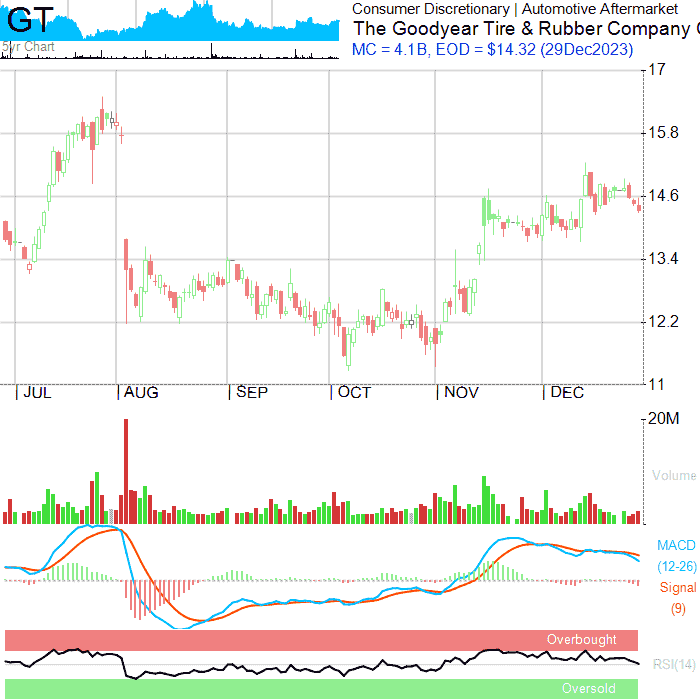 GT
5yr Chart
Consumer Discretionary | Automotive Aftermarket
The Goodyear Tire & Rubber Company
MC = 4.1B, EOD = $14.32 (29Dec2023)
17
15.8
14.6
13.4
12.2
11
JUL AUG SEP OCT NOV DEC
20M
Volume
MACD
(12-26)
Signal
(9)
Overbought
RSI(14)
Oversold